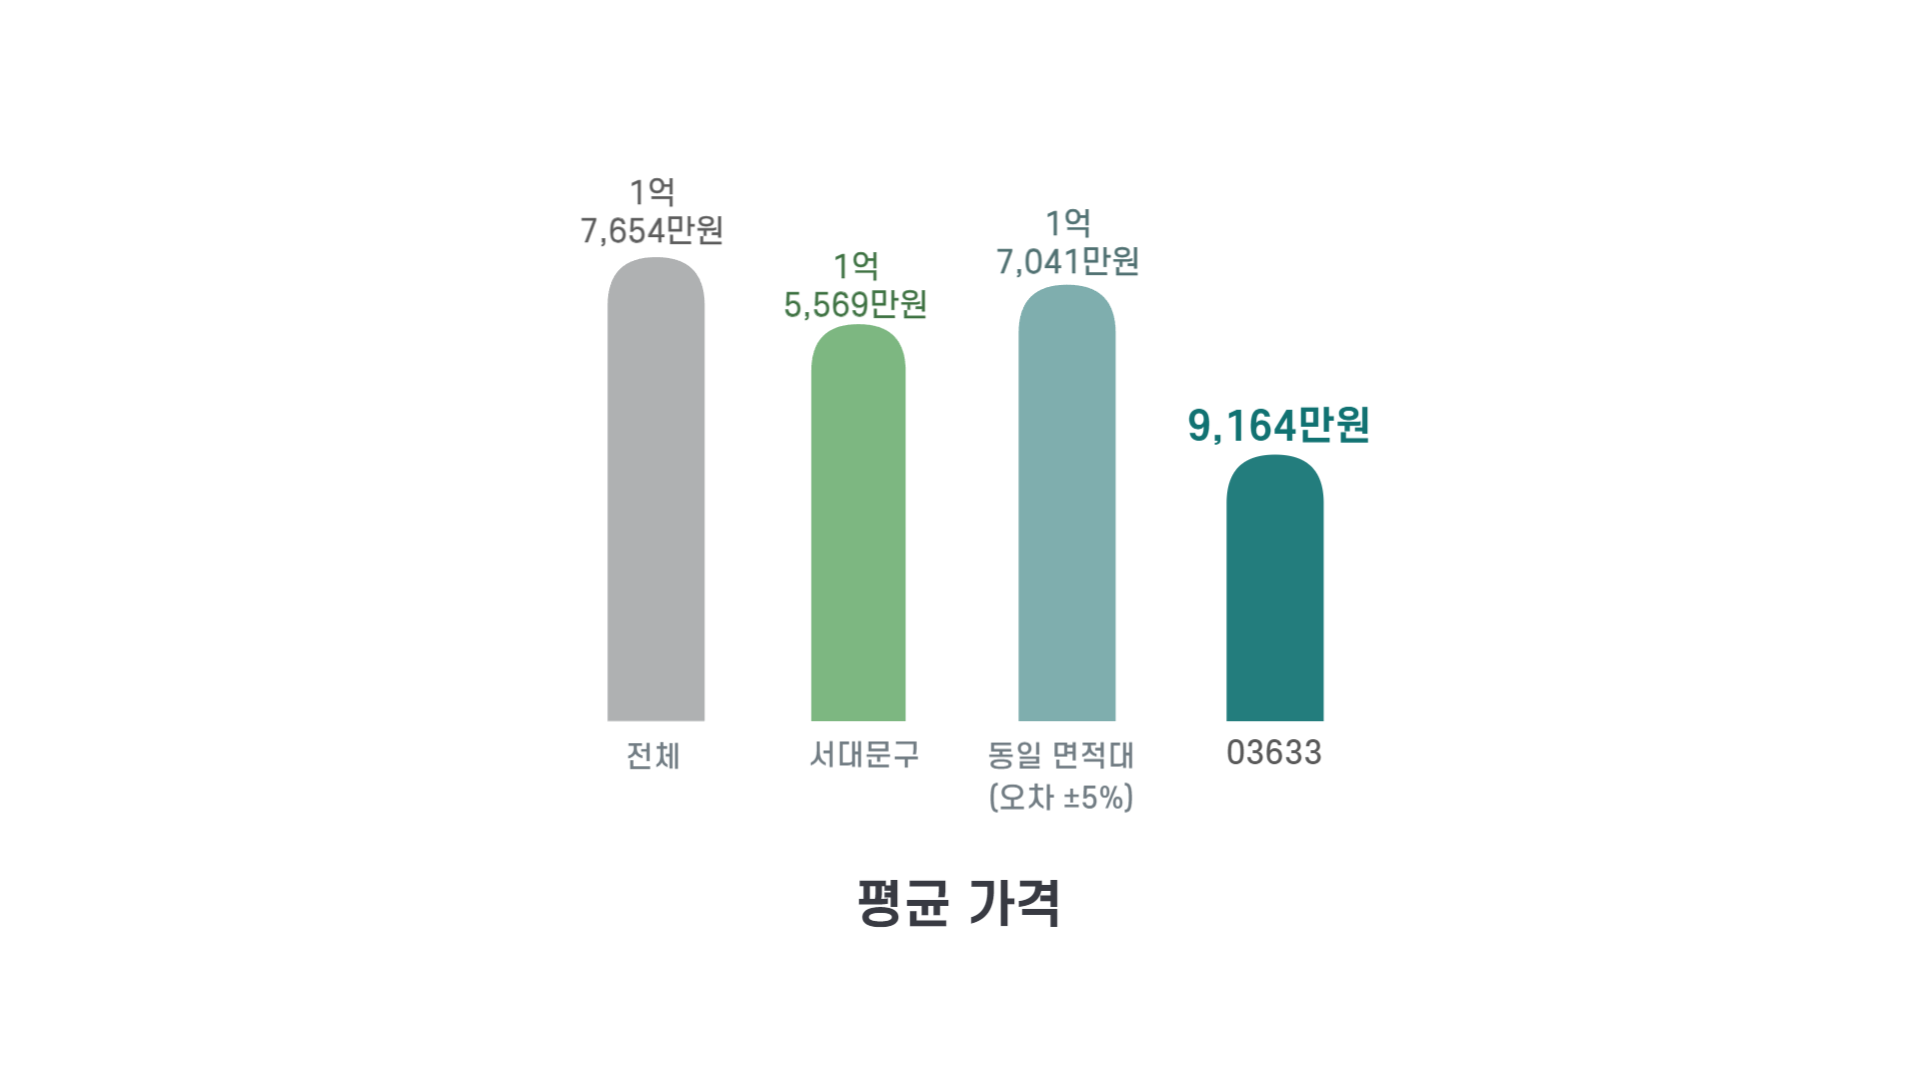 1억
7,654만원
1억
5,569만원
1억
7,041만원
9,164만원
전체
서대문구
동일 면적대
(오차 ±5%)
03633
평균 가격